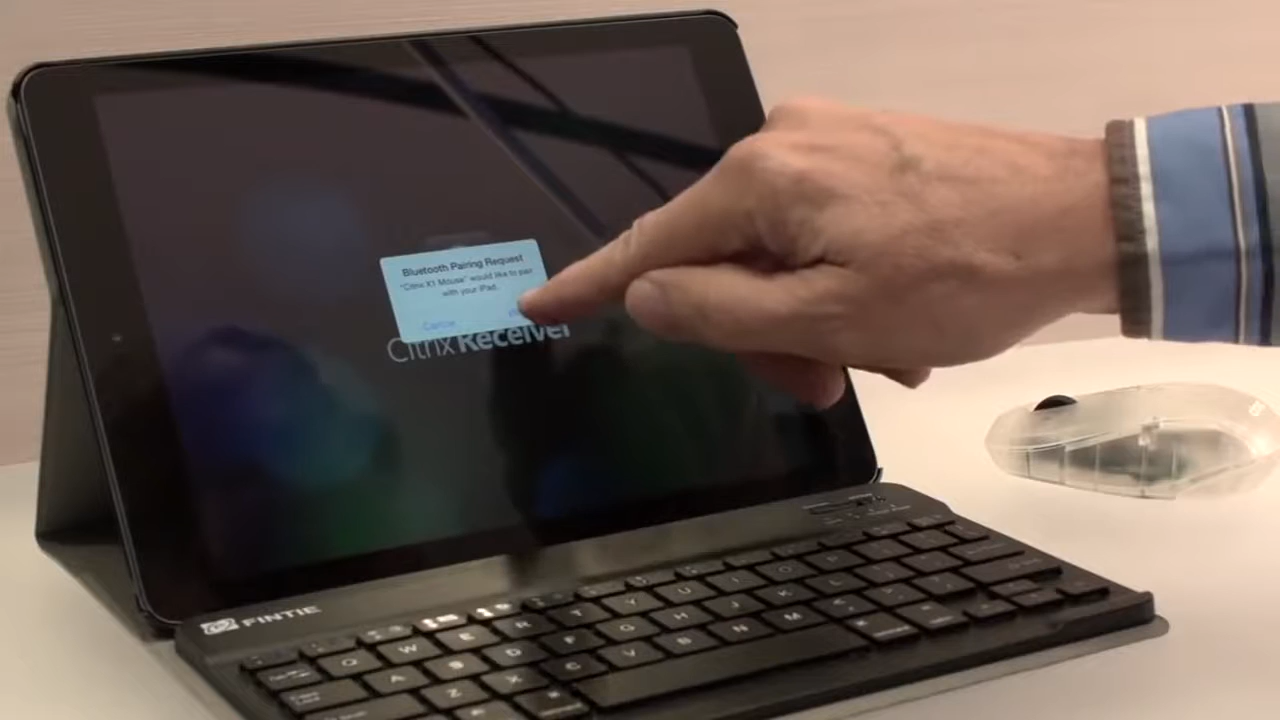 Bluetooth Pairing Request
"Citrix X1 Mouse" would like to pair
with your iPad.
Cancel
Citrix Receiver
FINTIE
Q W E R T Y U I O P
A S D F G H J K L
Z X C V B N M